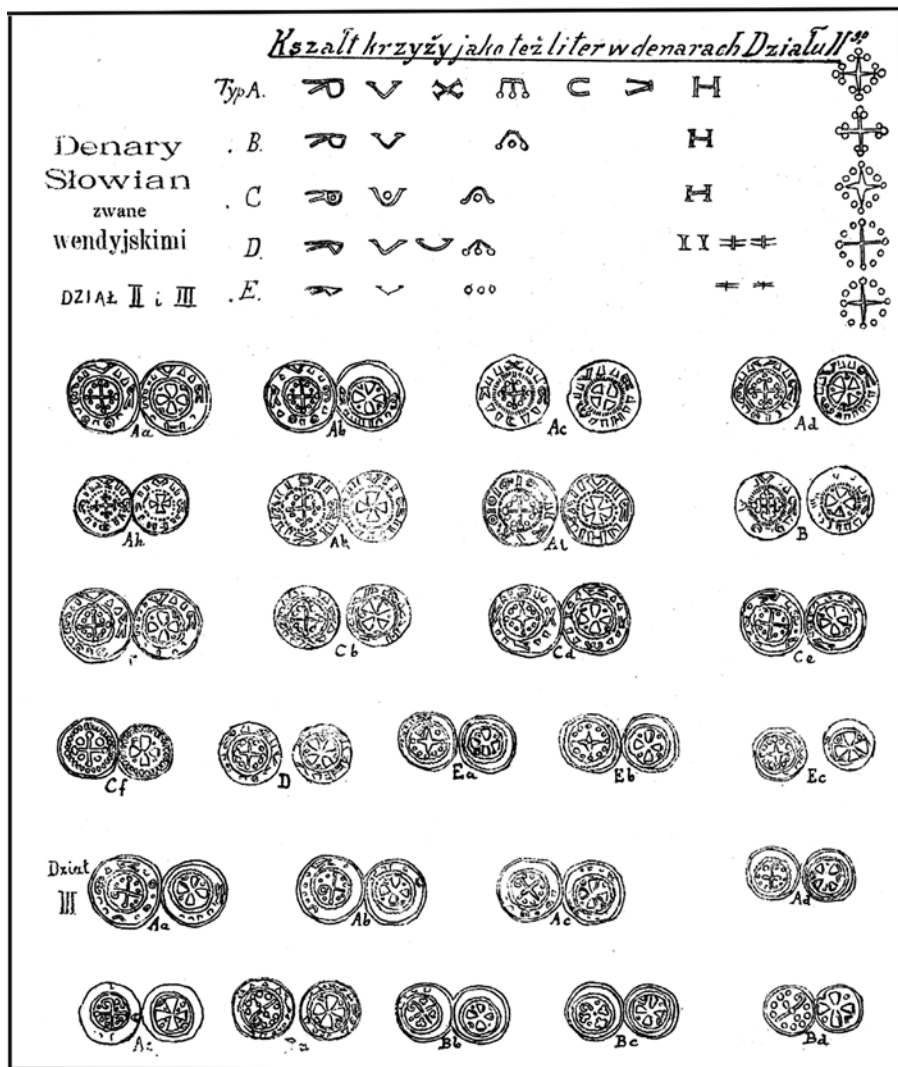 Kształt krzyży jako też liter w denarach Działu II go
Typ A.
Denary
Słowian
zwane
wendyjskimi
DZIAŁ II i III
. B.
. C
D.
. E.
Aa Ab Ac Ad
Ah Ak Al B
Cb Cd Ce
Cf D Ea Eb Ec
Dział
III
Aa Ab Ac Ad
Bb Bc Bd